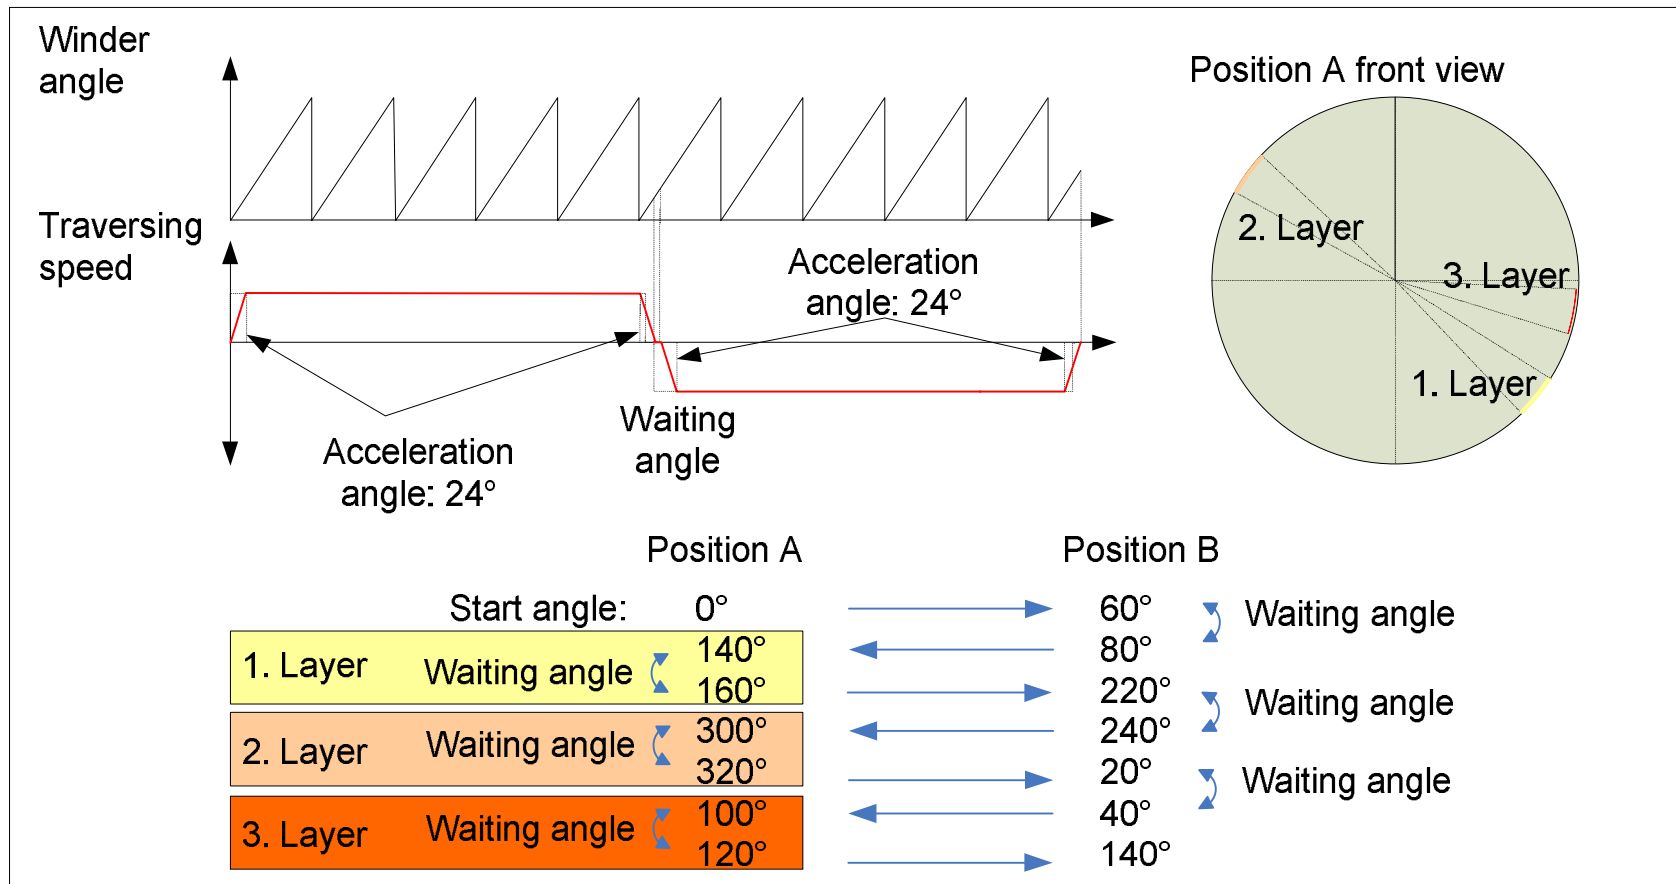 Winder
angle
Position A front view
2. Layer
3. Layer
1. Layer
Traversing
speed
Acceleration
angle: 24°
Waiting
angle
Acceleration
angle: 24°
Position A Position B
Start angle: 0° 60° Waiting angle
140° 80°
1. Layer Waiting angle
160° 220° Waiting angle
300° 240°
2. Layer Waiting angle
320° 20° Waiting angle
100° 40°
3. Layer Waiting angle
120° 140°